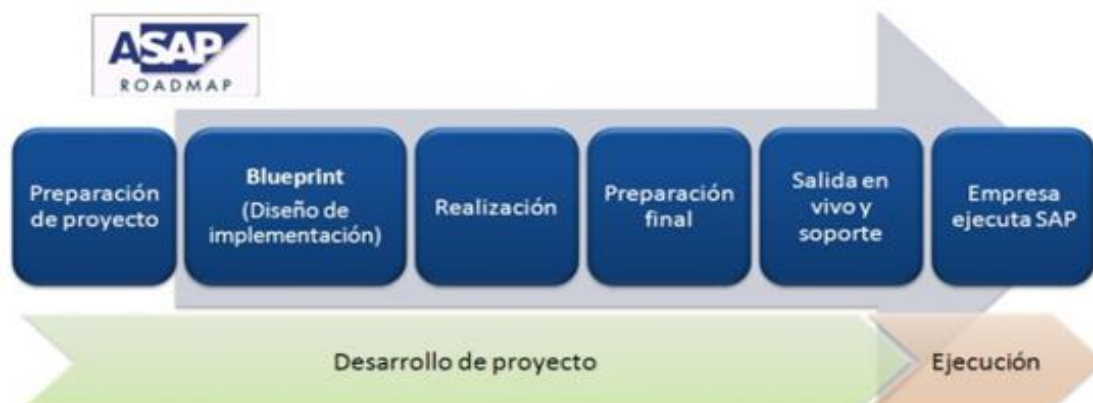 ASAP
ROADMAP
Preparación
de proyecto
Blueprint
(Diseño de
implementación)
Realización
Preparación
final
Salida en
vivo y
soporte
Empresa
ejecuta SAP
Desarrollo de proyecto
Ejecución